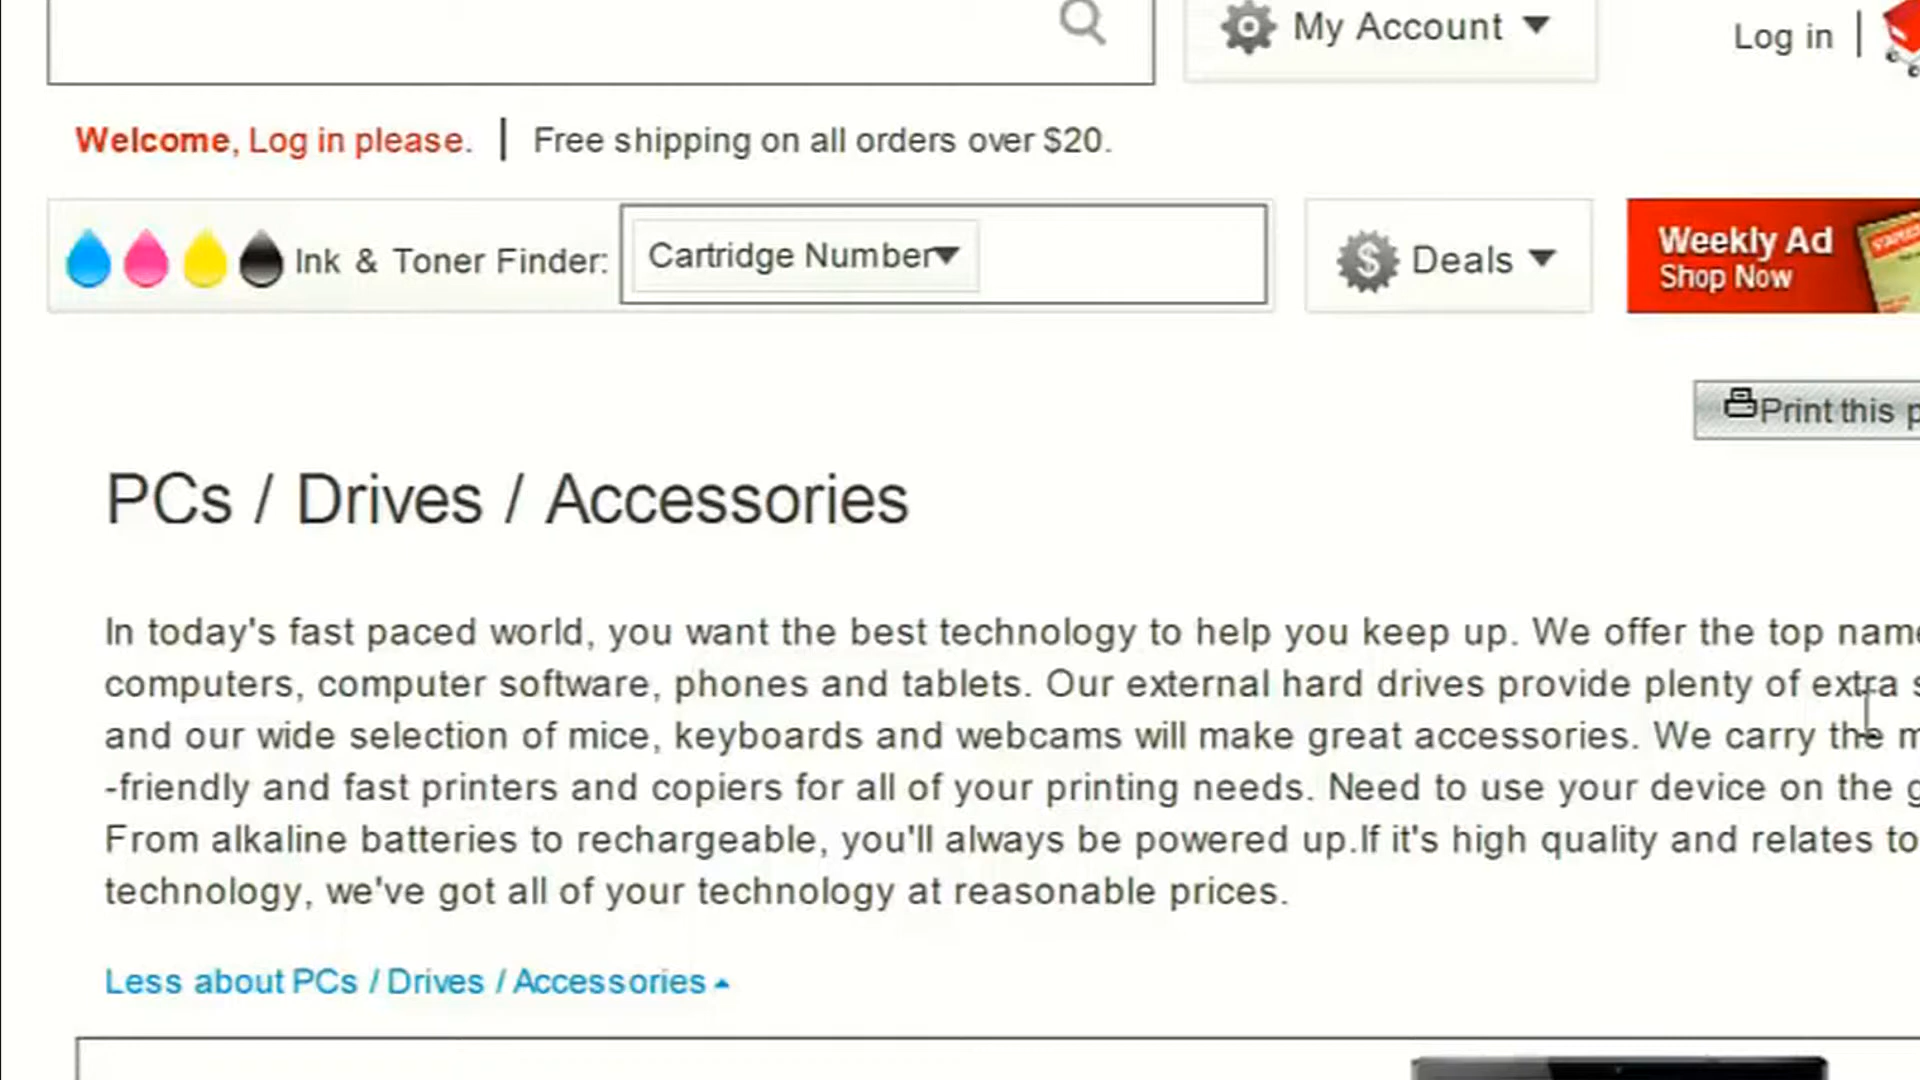 My Account
Log in
Welcome, Log in please. | Free shipping on all orders over $20.
Ink & Toner Finder: Cartridge Number
Deals
Weekly Ad
Shop Now
STAPLES
Print this
PCs / Drives / Accessories
In today's fast paced world, you want the best technology to help you keep up. We offer the top
computers, computer software, phones and tablets. Our external hard drives provide plenty of extra
and our wide selection of mice, keyboards and webcams will make great accessories. We carry the
-friendly and fast printers and copiers for all of your printing needs. Need to use your device on the
From alkaline batteries to rechargeable, you'll always be powered up.If it's high quality and relates to
technology, we've got all of your technology at reasonable prices.
Less about PCs / Drives / Accessories